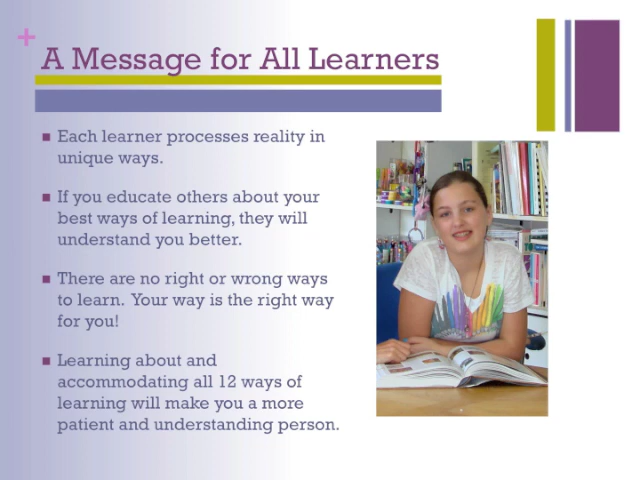 +
A Message for All Learners
Each learner processes reality in
unique ways.
If you educate others about your
best ways of learning, they will
understand you better.
There are no right or wrong ways
to learn. Your way is the right way
for you!
Learning about and
accommodating all 12 ways of
learning will make you a more
patient and understanding person.